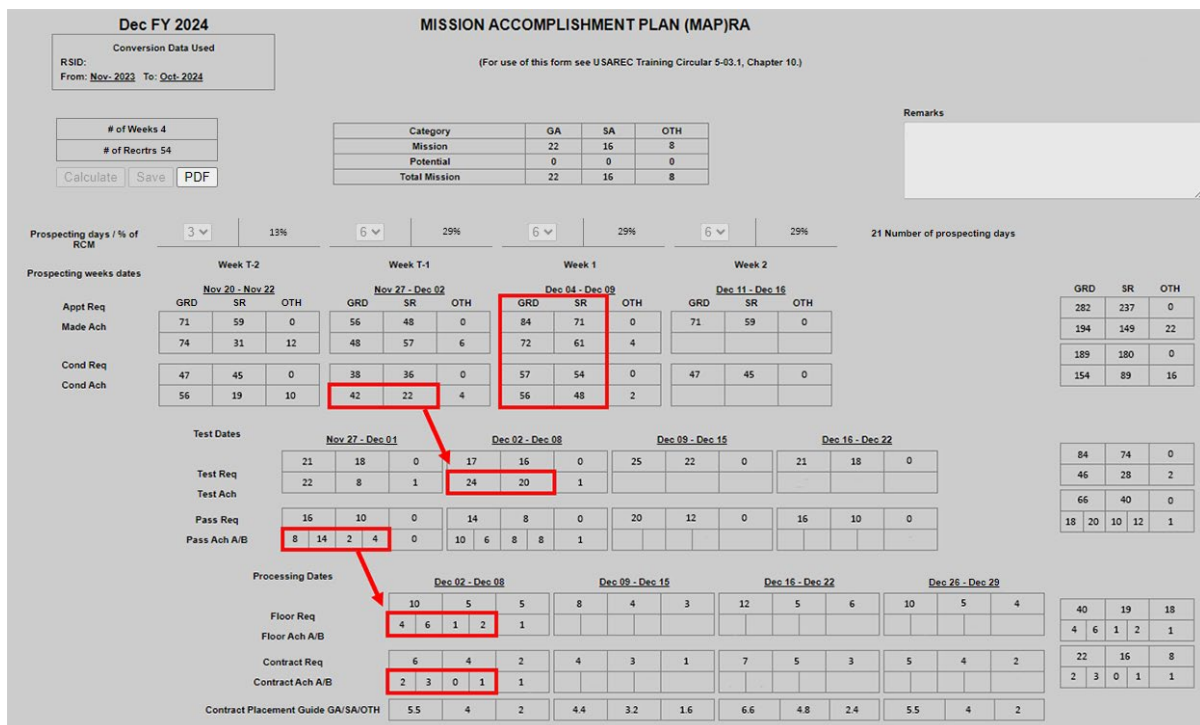 Dec FY 2024
MISSION ACCOMPLISHMENT PLAN (MAP)RA
Conversion Data Used
RSID:
From: Nov- 2023 To: Oct- 2024
(For use of this form see USAREC Training Circular 5-03.1, Chapter 10.)
Remarks
# of Weeks 4
# of Recrtrs 54
Calculate Save PDF
Category GA SA OTH
Mission 22 16 8
Potential 0 0 0
Total Mission 22 16 8
Prospecting days / % of RCM 3 13% 6 29% 6 29% 6 29% 21 Number of prospecting days
Week T-2 Week T-1 Week 1 Week 2
Prospecting weeks dates
Nov 20 - Nov 22 Nov 27 - Dec 02 Dec 04 - Dec 09 Dec 11 - Dec 16
GRD SR OTH GRD SR OTH GRD SR OTH GRD SR OTH GRD SR OTH
Appt Req 71 59 0 56 48 0 84 71 0 71 59 0 282 237 0
Made Ach 74 31 12 48 57 6 72 61 4 194 149 22
Cond Req 47 45 0 38 36 0 57 54 0 47 45 0 189 180 0
Cond Ach 56 19 10 42 22 4 56 48 2 154 89 16
Test Dates Nov 27 - Dec 01 Dec 02 - Dec 08 Dec 09 - Dec 15 Dec 16 - Dec 22
Test Req 21 18 0 17 16 0 25 22 0 21 18 0 84 74 0
Test Ach 22 8 1 24 20 1 46 28 2
Pass Req 16 10 0 14 8 0 20 12 0 16 10 0 66 40 0
Pass Ach A/B 8 14 2 4 0 10 6 8 8 1 18 20 10 12 1
Processing Dates Dec 02 - Dec 08 Dec 09 - Dec 15 Dec 16 - Dec 22 Dec 26 - Dec 29
Floor Req 10 5 5 8 4 3 12 5 6 10 5 4 40 19 18
Floor Ach A/B 4 6 1 2 1 4 6 1 2 1
Contract Req 6 4 2 4 3 1 7 5 3 5 4 2 22 16 8
Contract Ach A/B 2 3 0 1 1 2 3 0 1 1
Contract Placement Guide GA/SA/OTH 5.5 4 2 4.4 3.2 1.6 6.6 4.8 2.4 5.5 4 2